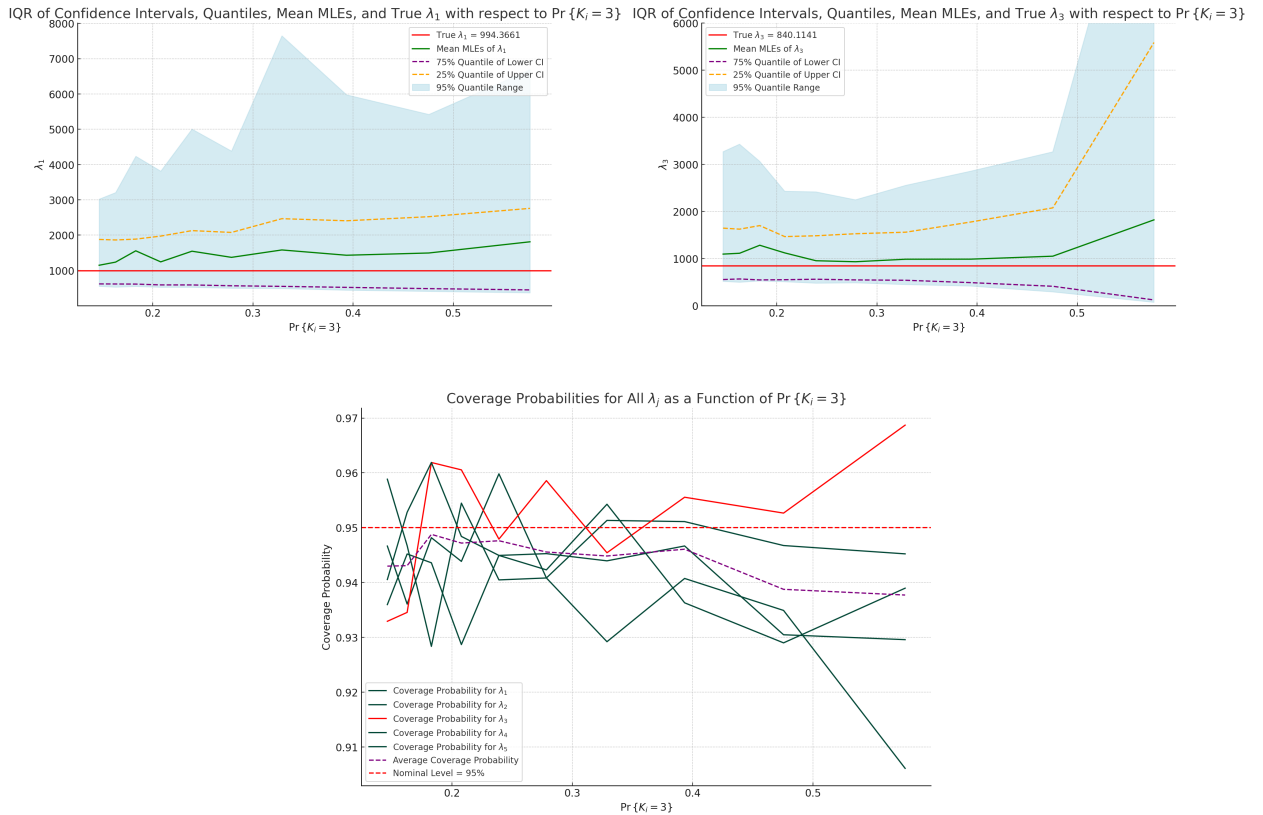 IQR of Confidence Intervals, Quantiles, Mean MLEs, and True λ₁ with respect to Pr {Kᵢ = 3}
8000
7000
6000
5000
4000
3000
2000
1000
λ₁
0.2 0.3 0.4 0.5
Pr {Kᵢ = 3}
True λ₁ = 994.3661
Mean MLEs of λ₁
75% Quantile of Lower CI
25% Quantile of Upper CI
95% Quantile Range
IQR of Confidence Intervals, Quantiles, Mean MLEs, and True λ₃ with respect to Pr {Kᵢ = 3}
6000
5000
4000
3000
2000
1000
0
λ₃
0.2 0.3 0.4 0.5
Pr {Kᵢ = 3}
True λ₃ = 840.1141
Mean MLEs of λ₃
75% Quantile of Lower CI
25% Quantile of Upper CI
95% Quantile Range
Coverage Probabilities for All λⱼ as a Function of Pr {Kᵢ = 3}
0.97
0.96
0.95
0.94
0.93
0.92
0.91
Coverage Probability
0.2 0.3 0.4 0.5
Pr {Kᵢ = 3}
Coverage Probability for λ₁
Coverage Probability for λ₂
Coverage Probability for λ₃
Coverage Probability for λ₄
Coverage Probability for λ₅
Average Coverage Probability
Nominal Level = 95%